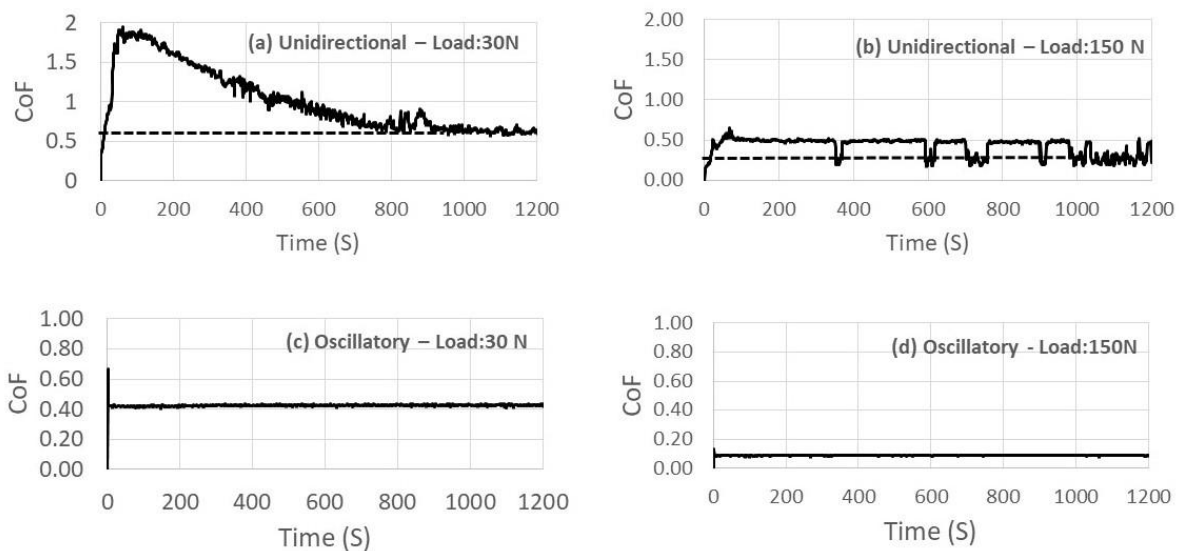 (a) Unidirectional – Load:30N
CoF
2
1.5
1
0.5
0
0 200 400 600 800 1000 1200
Time (S)
(b) Unidirectional – Load:150 N
CoF
2.00
1.50
1.00
0.50
0.00
0 200 400 600 800 1000 1200
Time (S)
(c) Oscillatory – Load:30 N
CoF
1.00
0.80
0.60
0.40
0.20
0.00
0 200 400 600 800 1000 1200
Time (S)
(d) Oscillatory - Load:150N
CoF
1.00
0.80
0.60
0.40
0.20
0.00
0 200 400 600 800 1000 1200
Time (S)